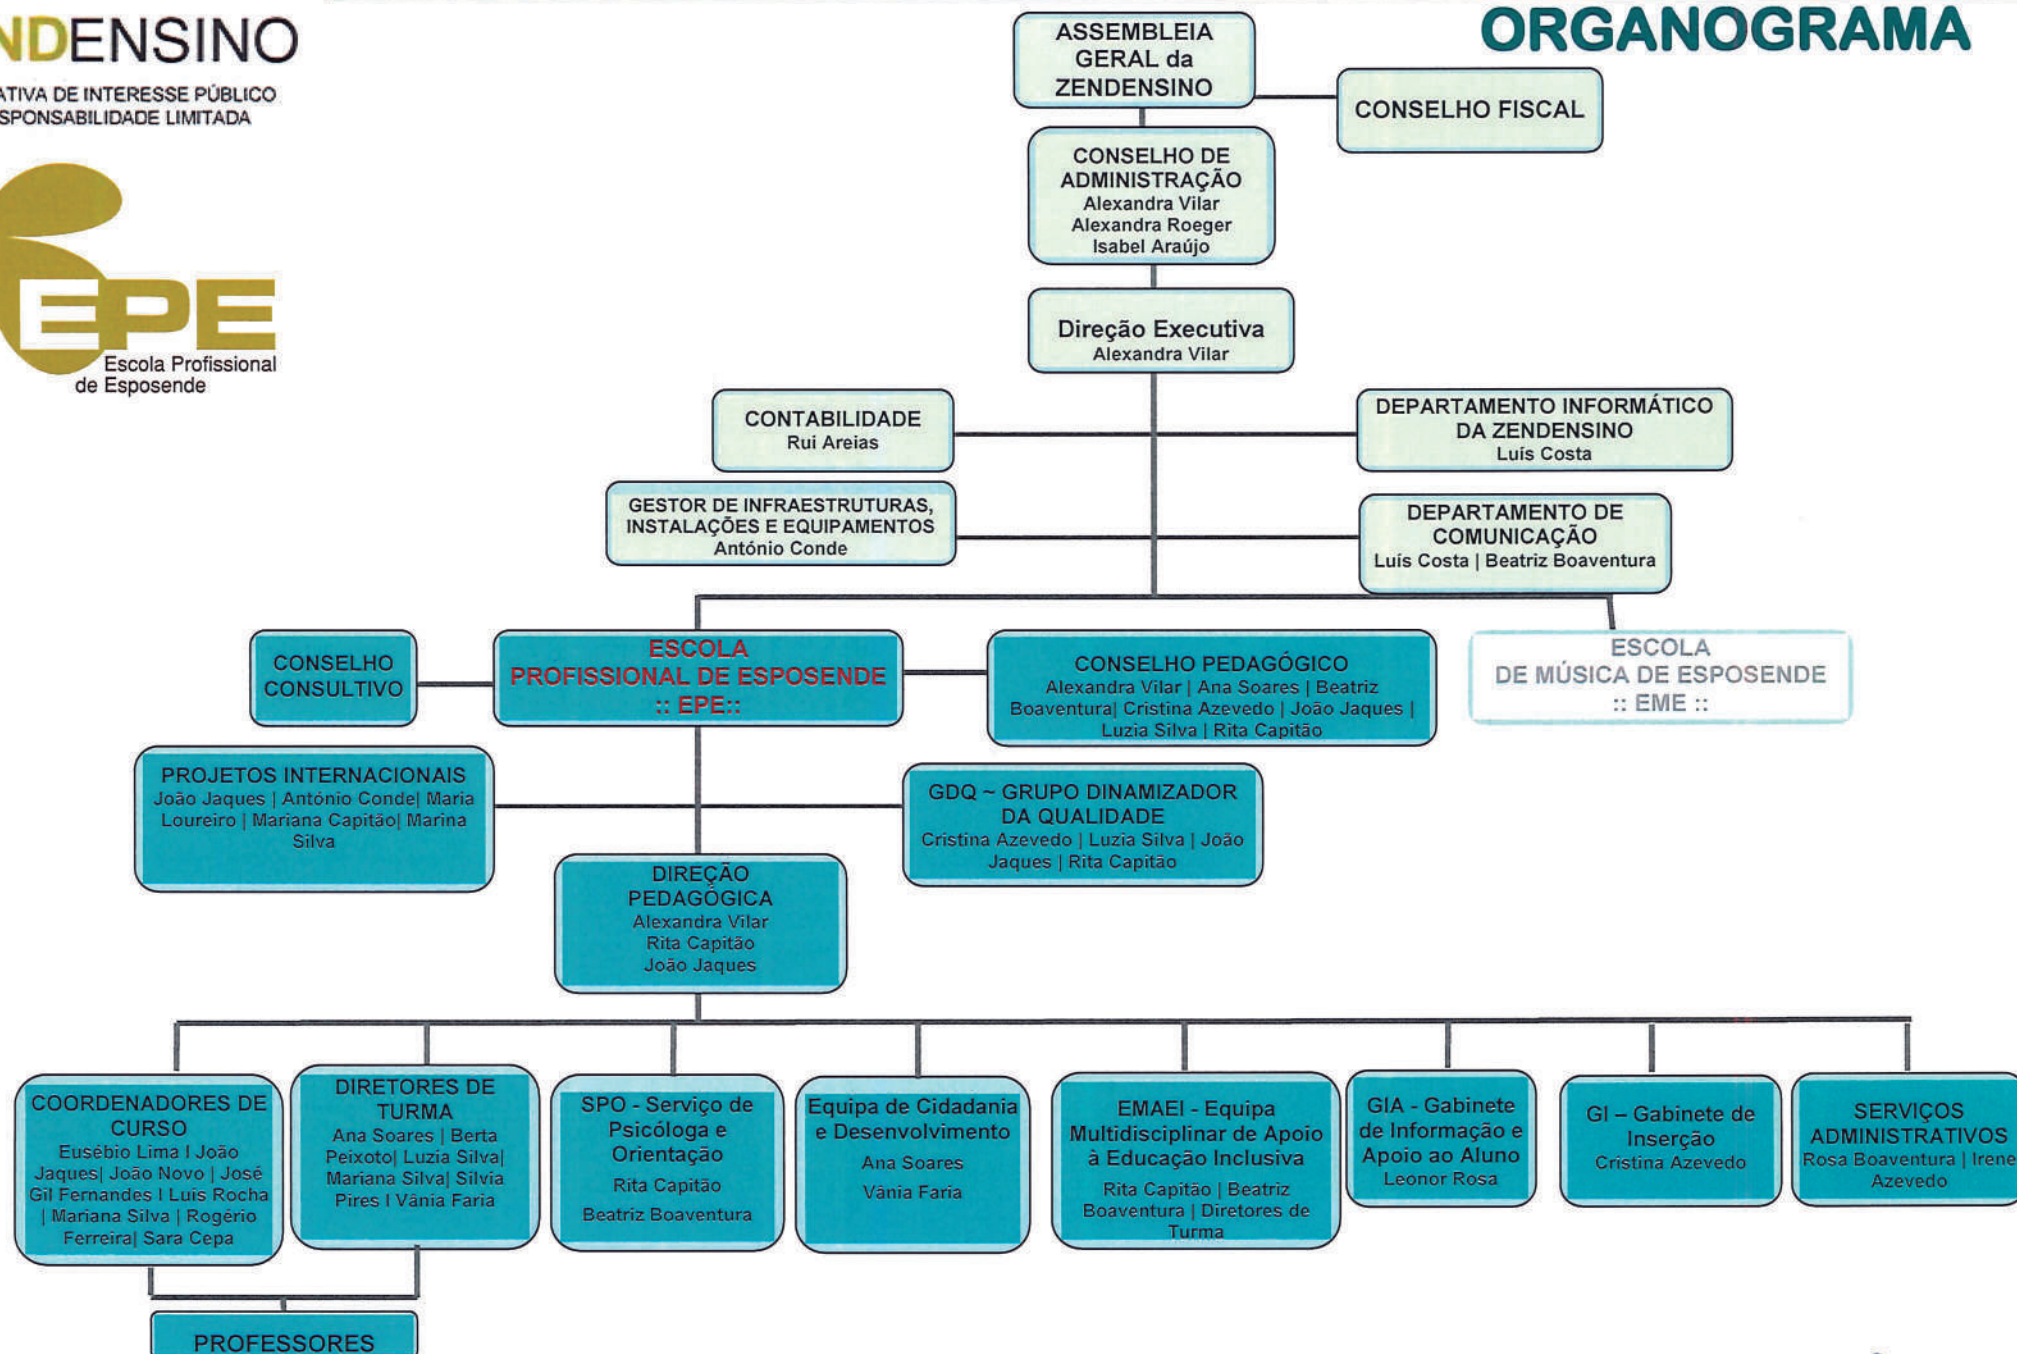 NDENSINO
ATIVA DE INTERESSE PÚBLICO
SPONSABILIDADE LIMITADA
EPE
Escola Profissional
de Esposende
ORGANOGRAMA
ASSEMBLEIA
GERAL da
ZENDENSINO
CONSELHO FISCAL
CONSELHO DE
ADMINISTRAÇÃO
Alexandra Vilar
Alexandra Roeger
Isabel Araújo
Direção Executiva
Alexandra Vilar
CONTABILIDADE
Rui Areias
DEPARTAMENTO INFORMÁTICO
DA ZENDENSINO
Luís Costa
GESTOR DE INFRAESTRUTURAS,
INSTALAÇÕES E EQUIPAMENTOS
António Conde
DEPARTAMENTO DE
COMUNICAÇÃO
Luís Costa | Beatriz Boaventura
CONSELHO
CONSULTIVO
ESCOLA
PROFISSIONAL DE ESPOSENDE
:: EPE::
CONSELHO PEDAGÓGICO
Alexandra Vilar | Ana Soares | Beatriz
Boaventura| Cristina Azevedo | João Jaques |
Luzia Silva | Rita Capitão
ESCOLA
DE MÚSICA DE ESPOSENDE
:: EME ::
PROJETOS INTERNACIONAIS
João Jaques | António Conde| Maria
Loureiro | Mariana Capitão| Marina
Silva
GDQ ~ GRUPO DINAMIZADOR
DA QUALIDADE
Cristina Azevedo | Luzia Silva | João
Jaques | Rita Capitão
DIREÇÃO
PEDAGÓGICA
Alexandra Vilar
Rita Capitão
João Jaques
COORDENADORES DE
CURSO
Eusébio Lima I João
Jaques| João Novo | José
Gil Fernandes I Luís Rocha
| Mariana Silva | Rogério
Ferreira| Sara Cepa
DIRETORES DE
TURMA
Ana Soares | Berta
Peixoto| Luzia Silva|
Mariana Silva| Silvia
Pires I Vânia Faria
SPO - Serviço de
Psicóloga e
Orientação
Rita Capitão
Beatriz Boaventura
Equipa de Cidadania
e Desenvolvimento
Ana Soares
Vânia Faria
EMAEI - Equipa
Multidisciplinar de Apoio
à Educação Inclusiva
Rita Capitão | Beatriz
Boaventura | Diretores de
Turma
GIA - Gabinete
de Informação e
Apoio ao Aluno
Leonor Rosa
GI – Gabinete de
Inserção
Cristina Azevedo
SERVIÇOS
ADMINISTRATIVOS
Rosa Boaventura | Irene
Azevedo
PROFESSORES